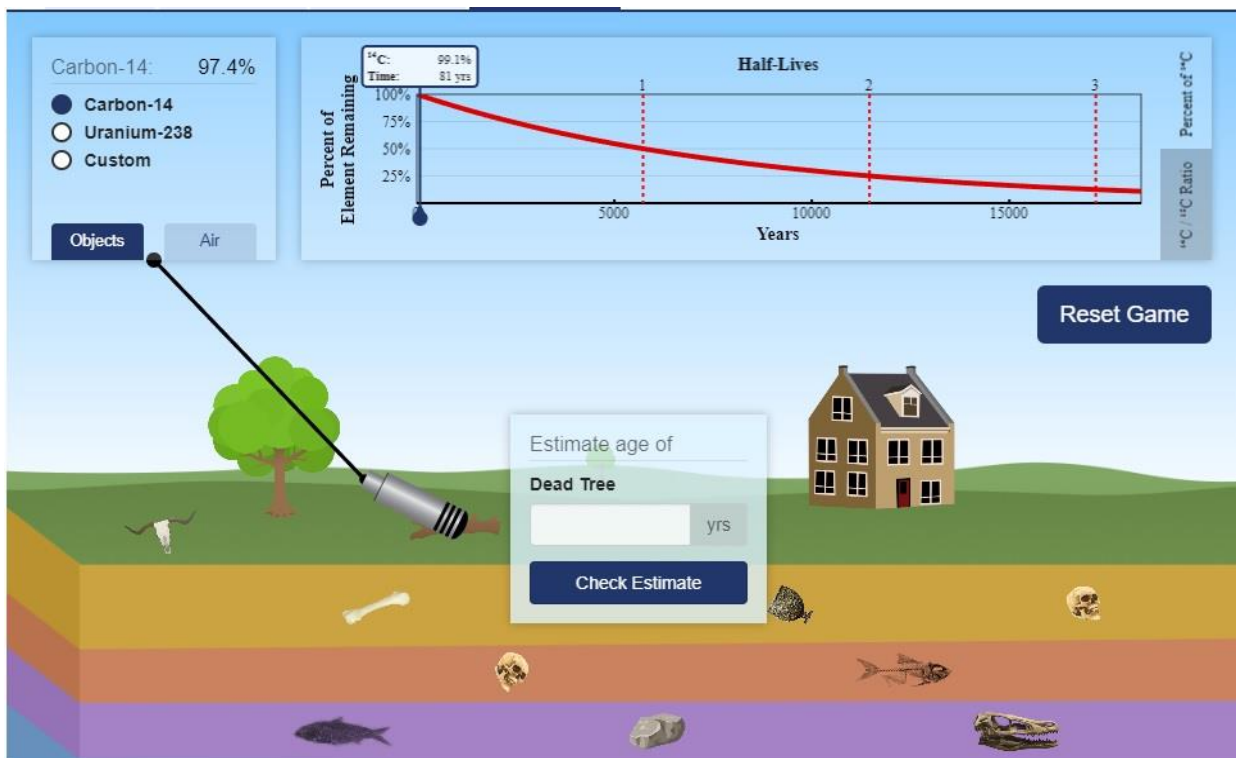 Carbon-14: 97.4%
Carbon-14
Uranium-238
Custom
Objects Air
¹⁴C: 99.1%
Time: 81 yrs
Half-Lives
1 2 3
Percent of
Element Remaining
100%
75%
50%
25%
5000 10000 15000
Years
Percent of ¹⁴C
¹⁴C / ¹²C Ratio
Reset Game
Estimate age of
Dead Tree
yrs
Check Estimate